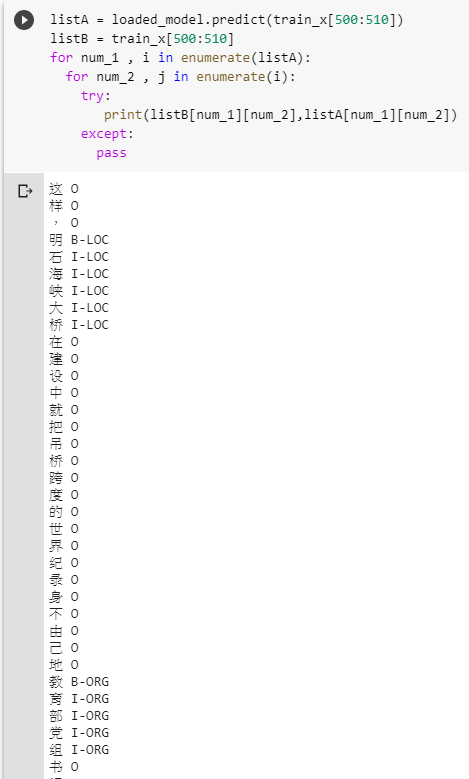 listA = loaded_model.predict(train_x[500:510])
listB = train_x[500:510]
for num_1 , i in enumerate(listA):
  for num_2 , j in enumerate(i):
    try:
       print(listB[num_1][num_2],listA[num_1][num_2])
    except:
      pass
这 O
样 O
， O
明 B-LOC
石 I-LOC
海 I-LOC
峡 I-LOC
大 I-LOC
桥 I-LOC
在 O
建 O
设 O
中 O
就 O
把 O
吊 O
桥 O
跨 O
度 O
的 O
世 O
界 O
纪 O
录 O
身 O
不 O
由 O
己 O
地 O
教 B-ORG
育 I-ORG
部 I-ORG
党 I-ORG
组 I-ORG
书 O